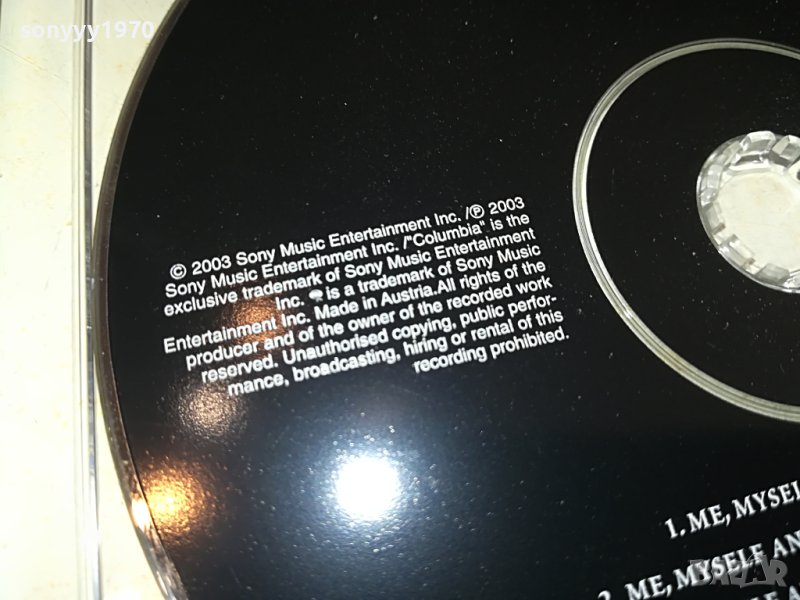 sonyyy1970
© 2003 Sony Music Entertainment Inc. /℗ 2003
Sony Music Entertainment Inc. /"Columbia" is the
exclusive trademark of Sony Music Entertainment
Inc. is a trademark of Sony Music
Entertainment Inc. Made in Austria.All rights of the
producer and of the owner of the recorded work
reserved. Unauthorised copying, public perfor-
mance, broadcasting, hiring or rental of this
recording prohibited.
1. ME, MYSEL
2. ME, MYSELF AN
BAZAR